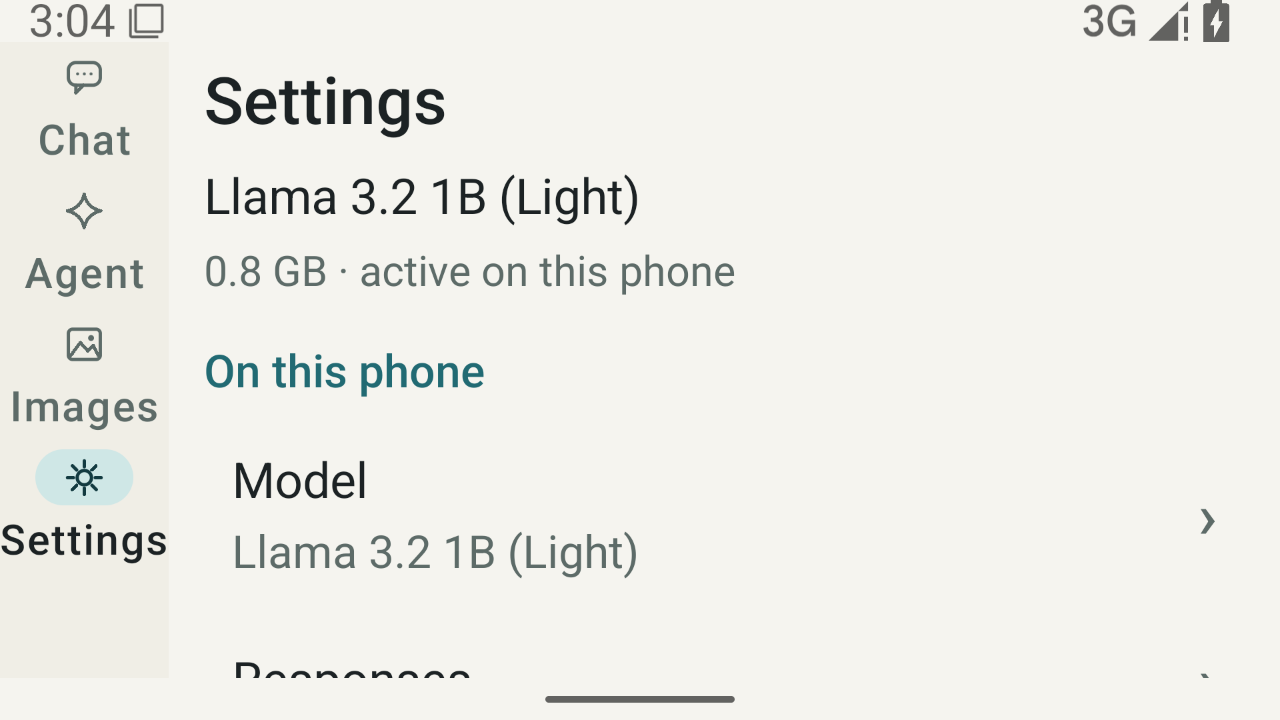 3:04
3G
Chat
Agent
Images
Settings
Settings
Llama 3.2 1B (Light)
0.8 GB · active on this phone
On this phone
Model
Llama 3.2 1B (Light)
Responses